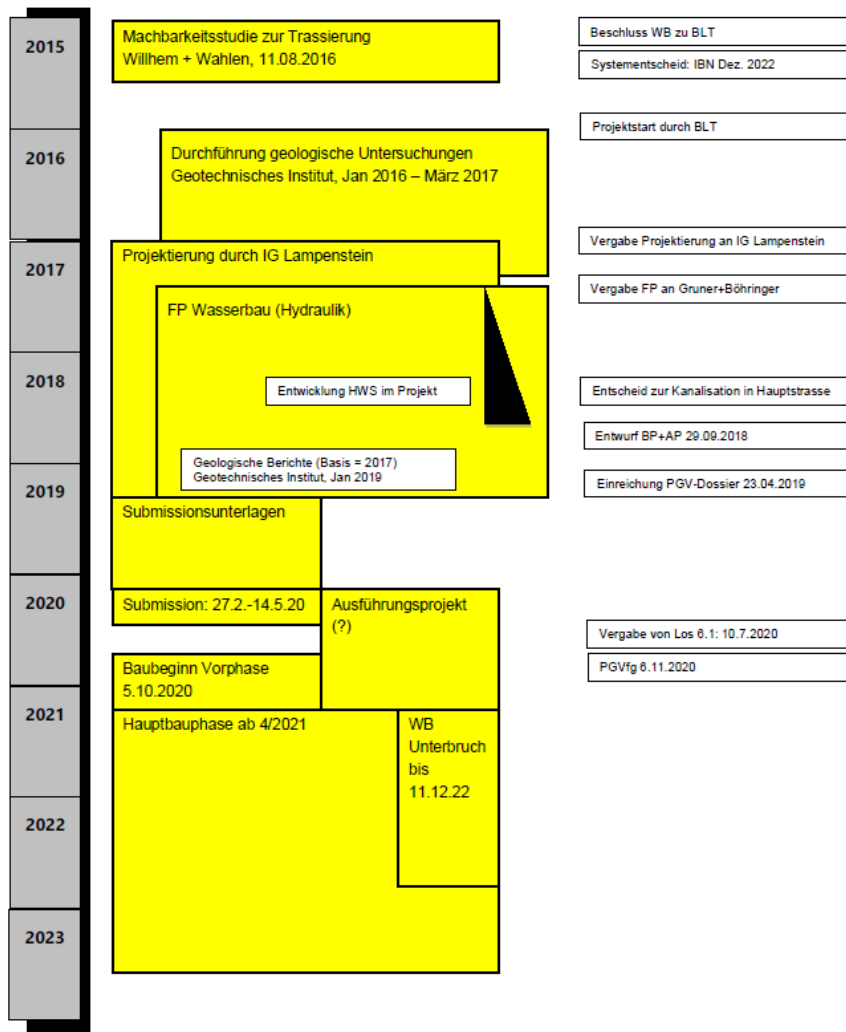 2015
Machbarkeitsstudie zur Trassierung
Willhem + Wahlen, 11.08.2016
Beschluss WB zu BLT
Systementscheid: IBN Dez. 2022
Projektstart durch BLT
2016
Durchführung geologische Untersuchungen
Geotechnisches Institut, Jan 2016 – März 2017
Vergabe Projektierung an IG Lampenstein
2017
Projektierung durch IG Lampenstein
Vergabe FP an Gruner+Böhringer
FP Wasserbau (Hydraulik)
2018
Entwicklung HWS im Projekt
Entscheid zur Kanalisation in Hauptstrasse
Entwurf BP+AP 29.09.2018
Geologische Berichte (Basis = 2017)
Geotechnisches Institut, Jan 2019
2019
Einreichung PGV-Dossier 23.04.2019
Submissionsunterlagen
2020
Submission: 27.2.-14.5.20
Ausführungsprojekt
(?)
Vergabe von Los 6.1: 10.7.2020
PGVfg 6.11.2020
Baubeginn Vorphase
5.10.2020
2021
Hauptbauphase ab 4/2021
WB
Unterbruch
bis
11.12.22
2022
2023